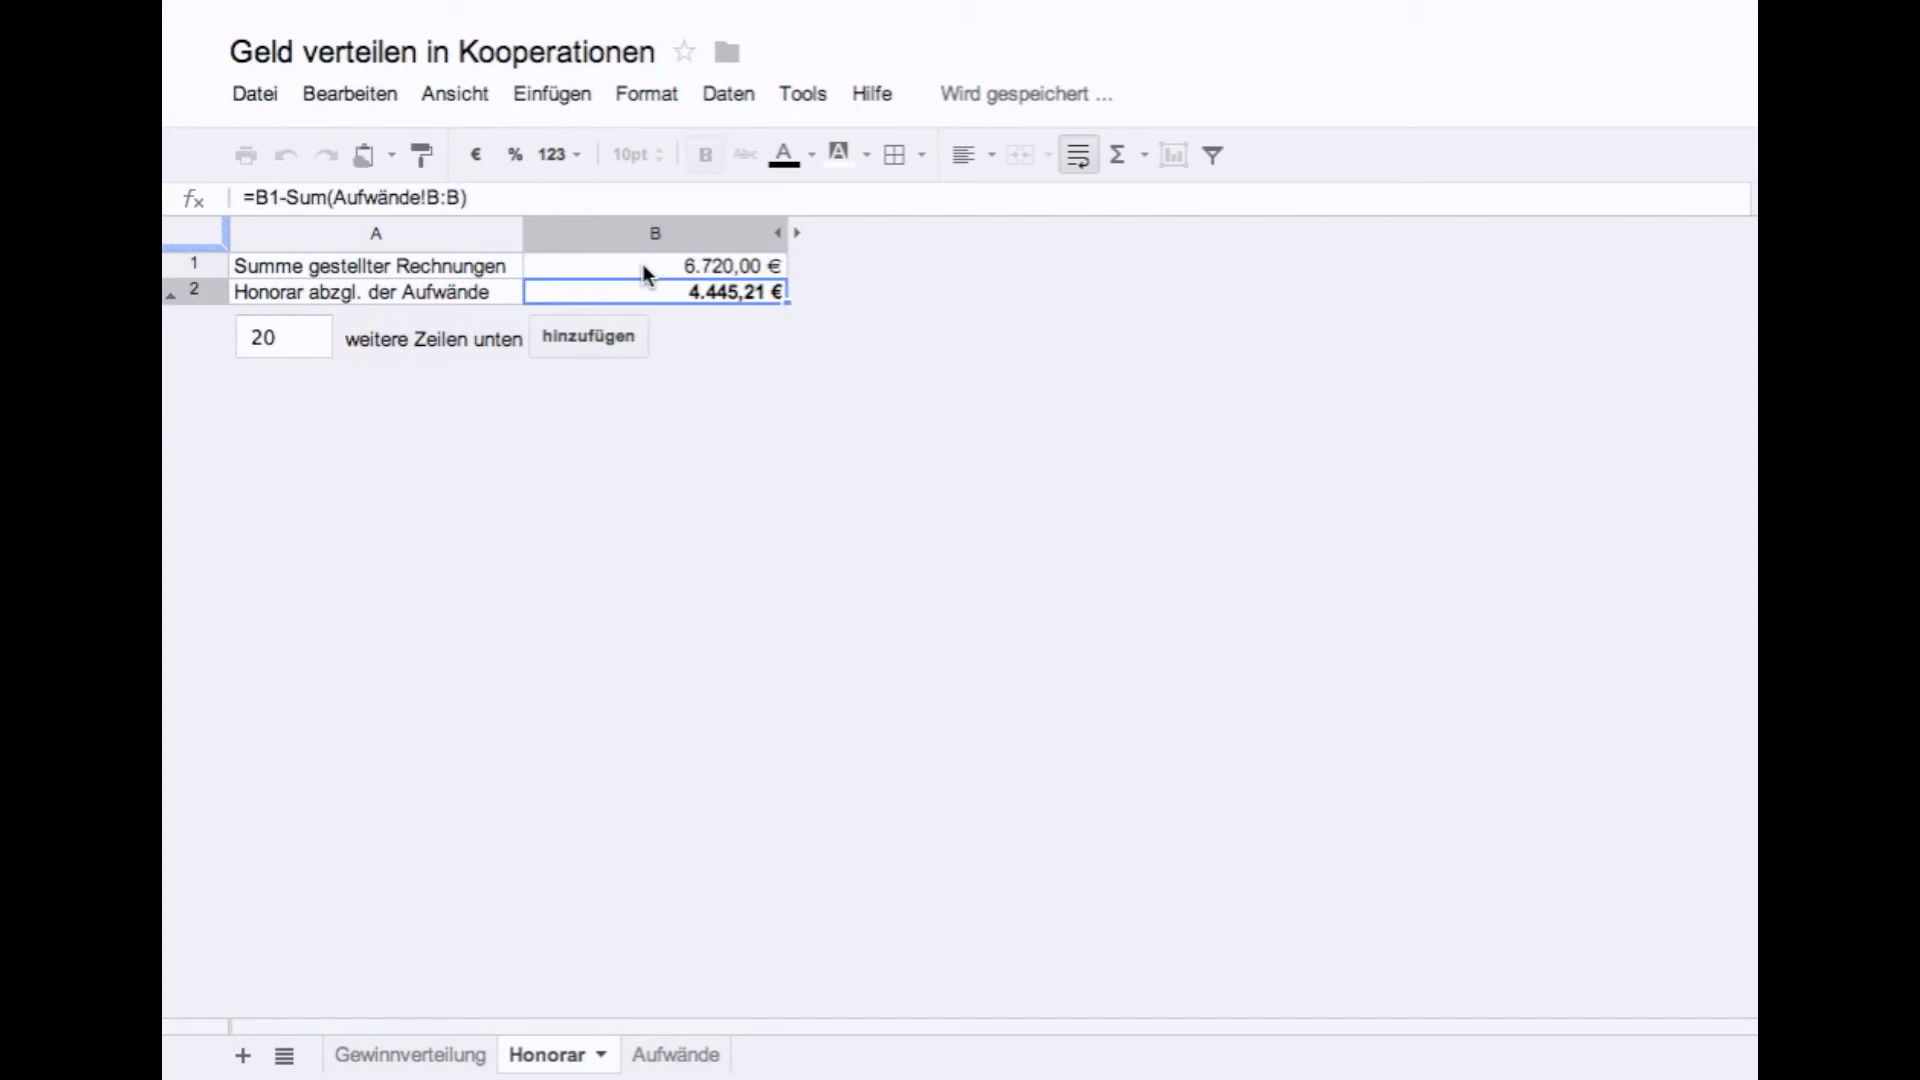 Geld verteilen in Kooperationen
Datei Bearbeiten Ansicht Einfügen Format Daten Tools Hilfe Wird gespeichert ...
€ % 123 10pt B Abc A A Σ
fx =B1-Sum(Aufwände!B:B)
A B
1 Summe gestellter Rechnungen 6.720,00 €
2 Honorar abzgl. der Aufwände 4.445,21 €
20 weitere Zeilen unten hinzufügen
+ Gewinnverteilung Honorar Aufwände